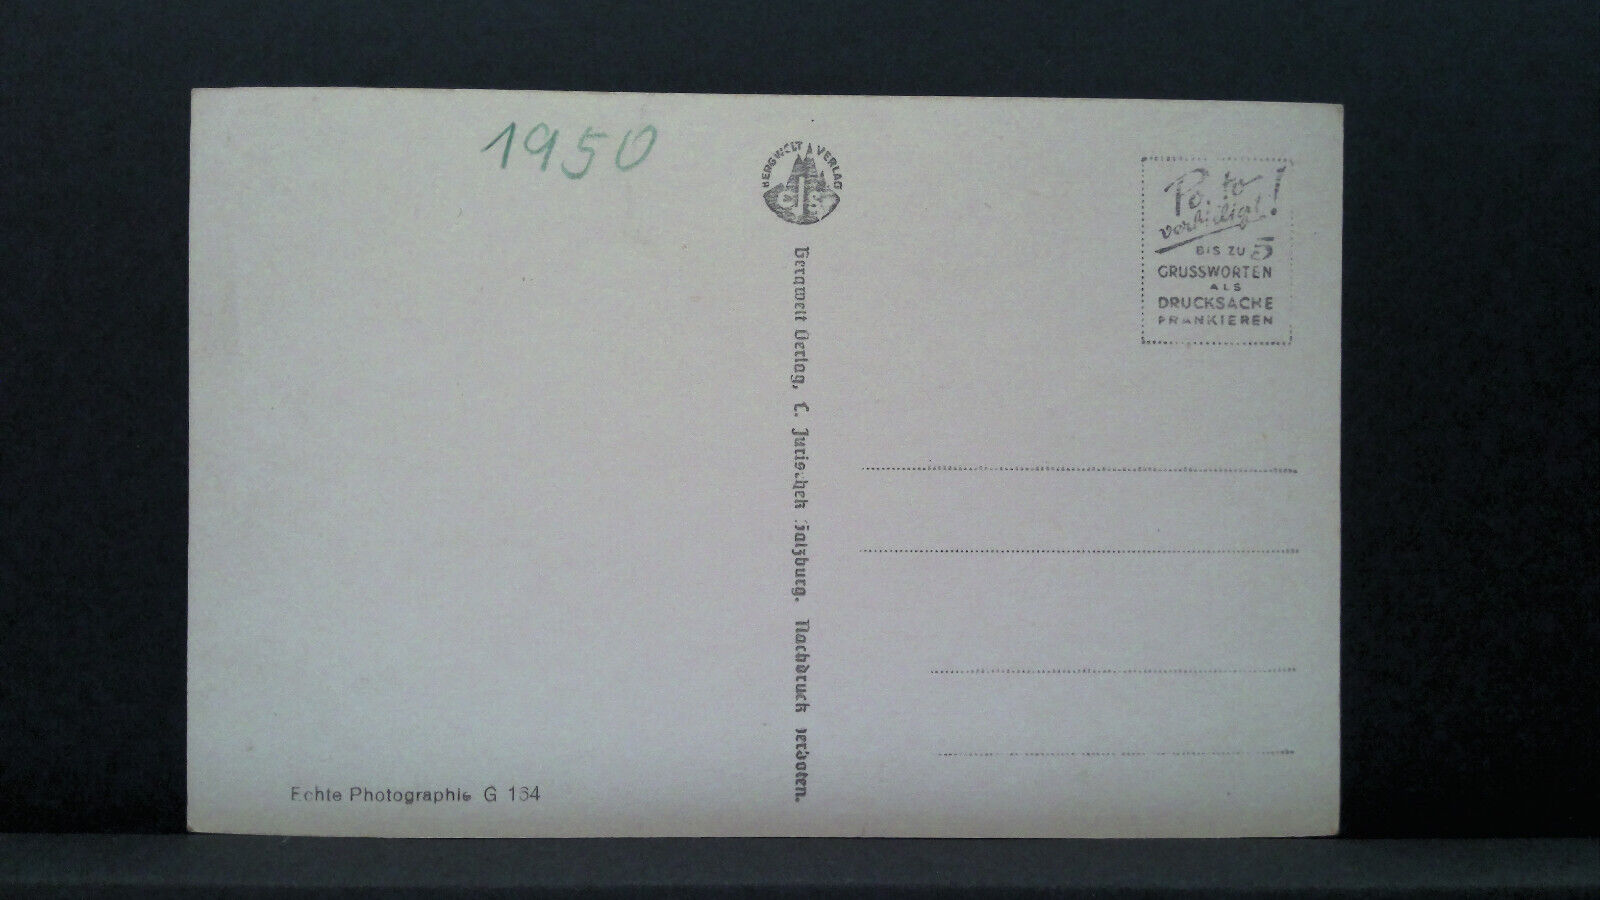 1950
BERGWELT VERLAG
Porto
verbilligt!
BIS ZU 5
GRUSSWORTEN
ALS
DRUCKSACHE
FRANKIEREN
Bergwelt Verlag, C. Jurischek Salzburg. Nachdruck verboten.
Echte Photographie G 164